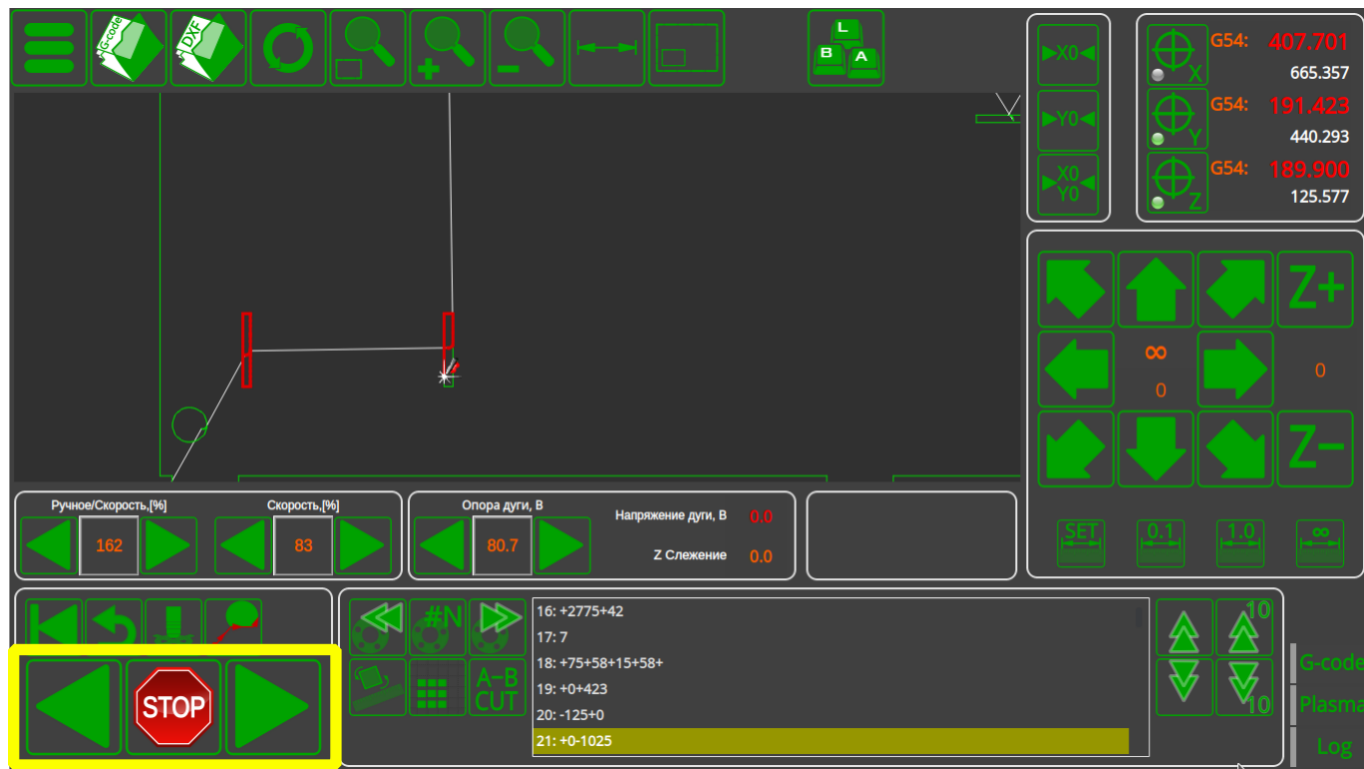 G-code
DXF
L
B A
X0
Y0
X0
Y0
X
G54: 407.701
665.357
Y
G54: 191.423
440.293
Z
G54: 189.900
125.577
Z+
∞
0
0
Z-
SET
0.1
1.0
∞
Ручное/Скорость,[%]
162
Скорость,[%]
83
Опора дуги, В
80.7
Напряжение дуги, В 0.0
Z Слежение 0.0
#N
A-B
CUT
16: +2775+42
17: 7
18: +75+58+15+58+
19: +0+423
20: -125+0
21: +0-1025
10
10
STOP
G-code
Plasma
Log